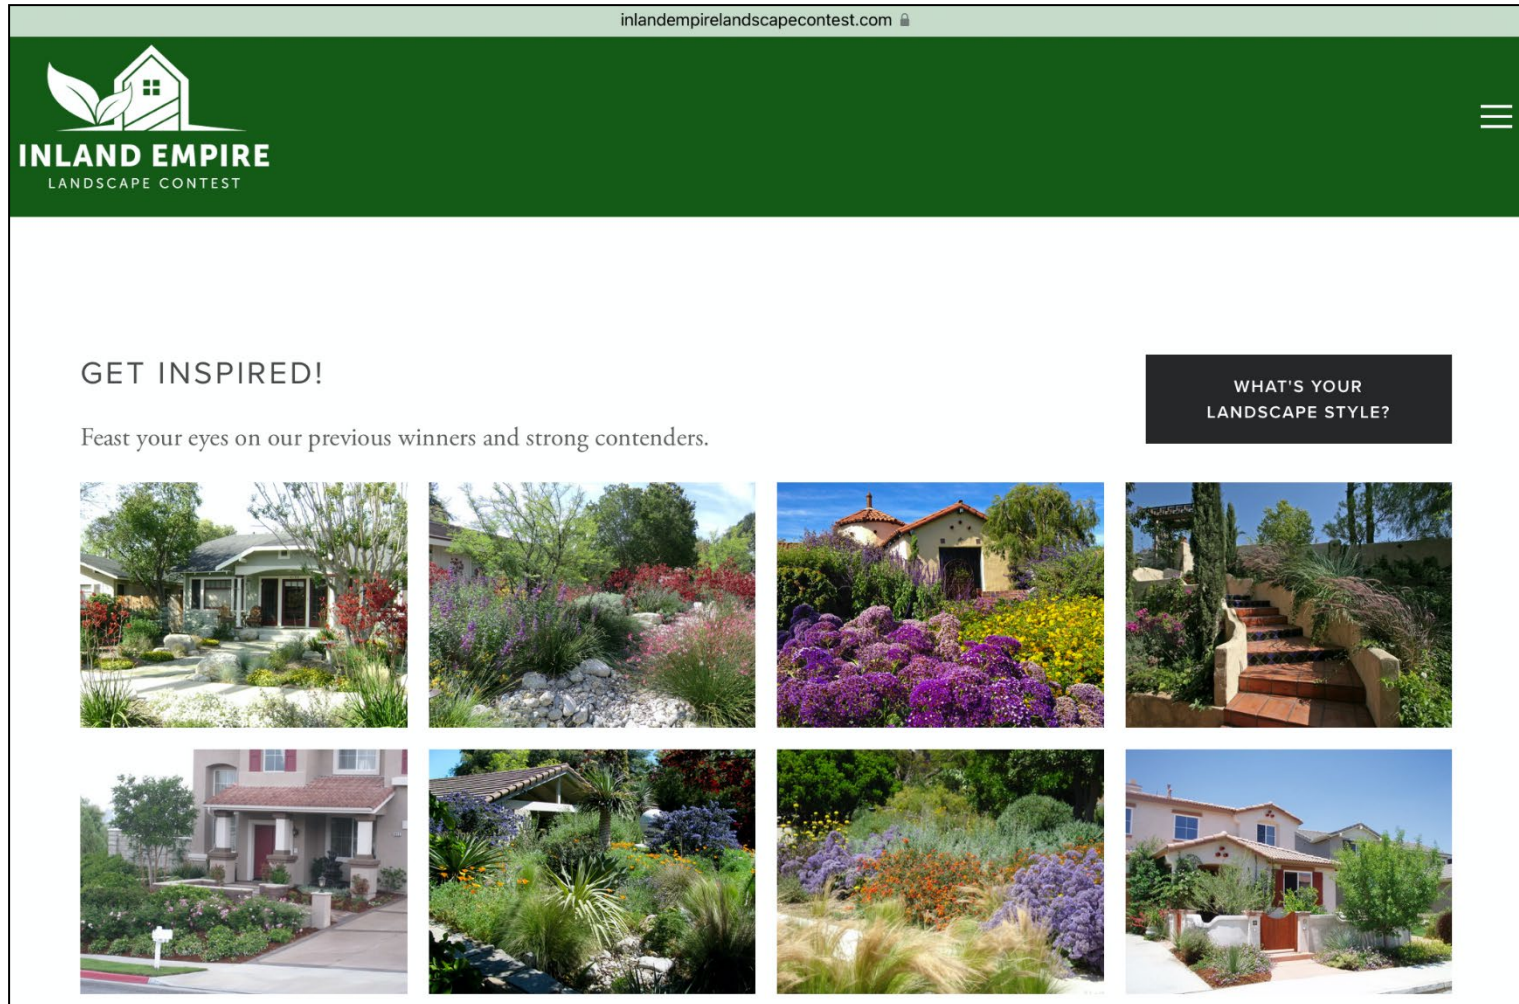 inlandempirelandscapecontest.com
INLAND EMPIRE
LANDSCAPE CONTEST
GET INSPIRED!
WHAT'S YOUR
LANDSCAPE STYLE?
Feast your eyes on our previous winners and strong contenders.